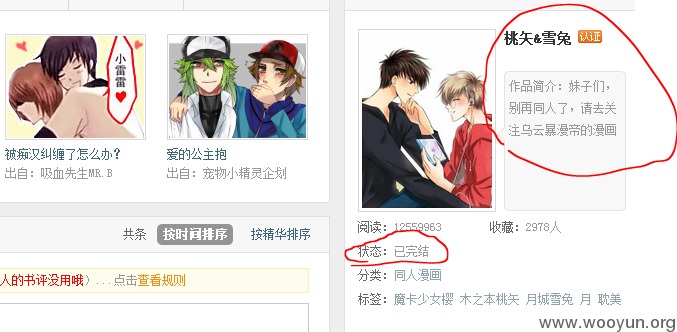 小雷雷
被痴汉纠缠了怎么办?
出自: 吸血先生MR.B
爱的公主抱
出自: 宠物小精灵企划
共条 按时间排序 按精华排序
人的书评没用哦) ...点击查看规则
桃矢&雪兔 认证
作品简介: 妹子们,
别再同人了, 请去关
注乌云暴漫帝的漫画
阅读: 12559963 收藏: 2978人
状态: 已完结
分类: 同人漫画
标签: 魔卡少女樱 木之本桃矢 月城雪兔 月 耽美
www.wooyun.org